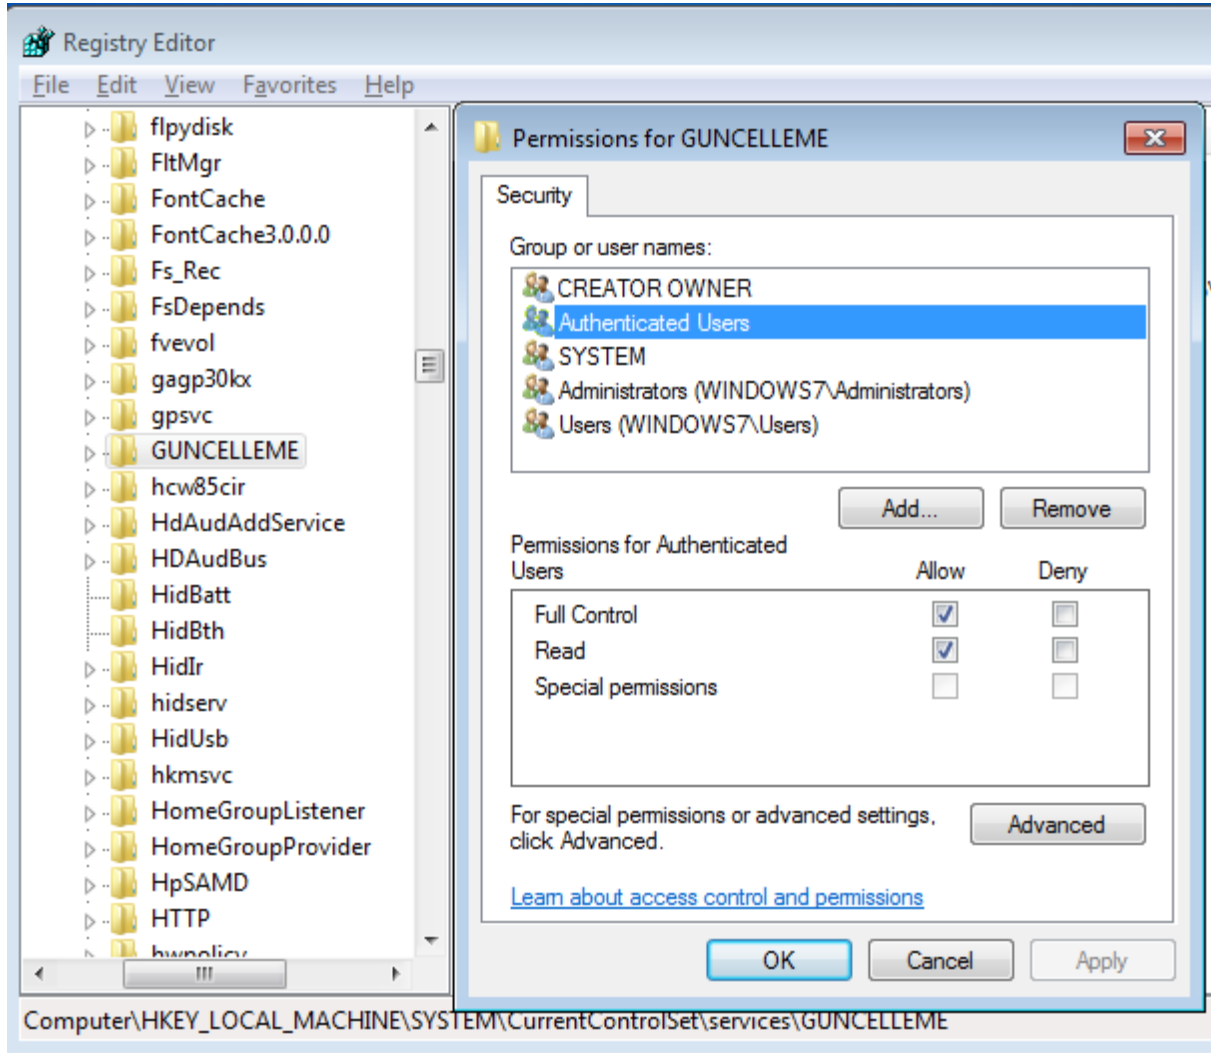 Registry Editor
File Edit View Favorites Help
flpydisk
FltMgr
FontCache
FontCache3.0.0.0
Fs_Rec
FsDepends
fvevol
gagp30kx
gpsvc
GUNCELLEME
hcw85cir
HdAudAddService
HDAudBus
HidBatt
HidBth
HidIr
hidserv
HidUsb
hkmsvc
HomeGroupListener
HomeGroupProvider
HpSAMD
HTTP
hwpolicy
Permissions for GUNCELLEME
Security
Group or user names:
CREATOR OWNER
Authenticated Users
SYSTEM
Administrators (WINDOWS7\Administrators)
Users (WINDOWS7\Users)
Add... Remove
Permissions for Authenticated
Users Allow Deny
Full Control
Read
Special permissions
For special permissions or advanced settings,
click Advanced.
Advanced
Learn about access control and permissions
OK Cancel Apply
Computer\HKEY_LOCAL_MACHINE\SYSTEM\CurrentControlSet\services\GUNCELLEME